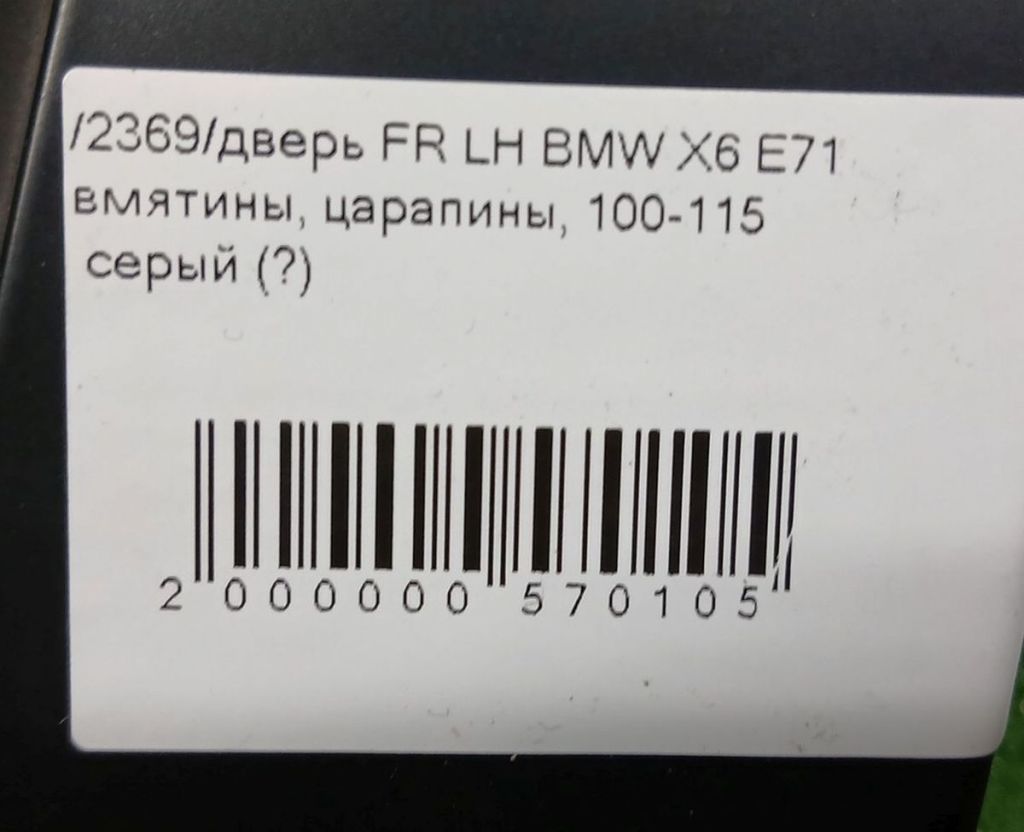 /2369/дверь FR LH BMW X6 E71
вмятины, царапины, 100-115
серый (?)
2 000000 570105